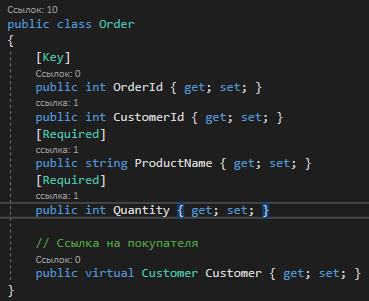 Ссылок: 10
public class Order
{
[Key]
Ссылок: 0
public int OrderId { get; set; }
ссылка: 1
public int CustomerId { get; set; }
[Required]
ссылка: 1
public string ProductName { get; set; }
[Required]
ссылка: 1
public int Quantity { get; set; }
// Ссылка на покупателя
Ссылок: 0
public virtual Customer Customer { get; set; }
}